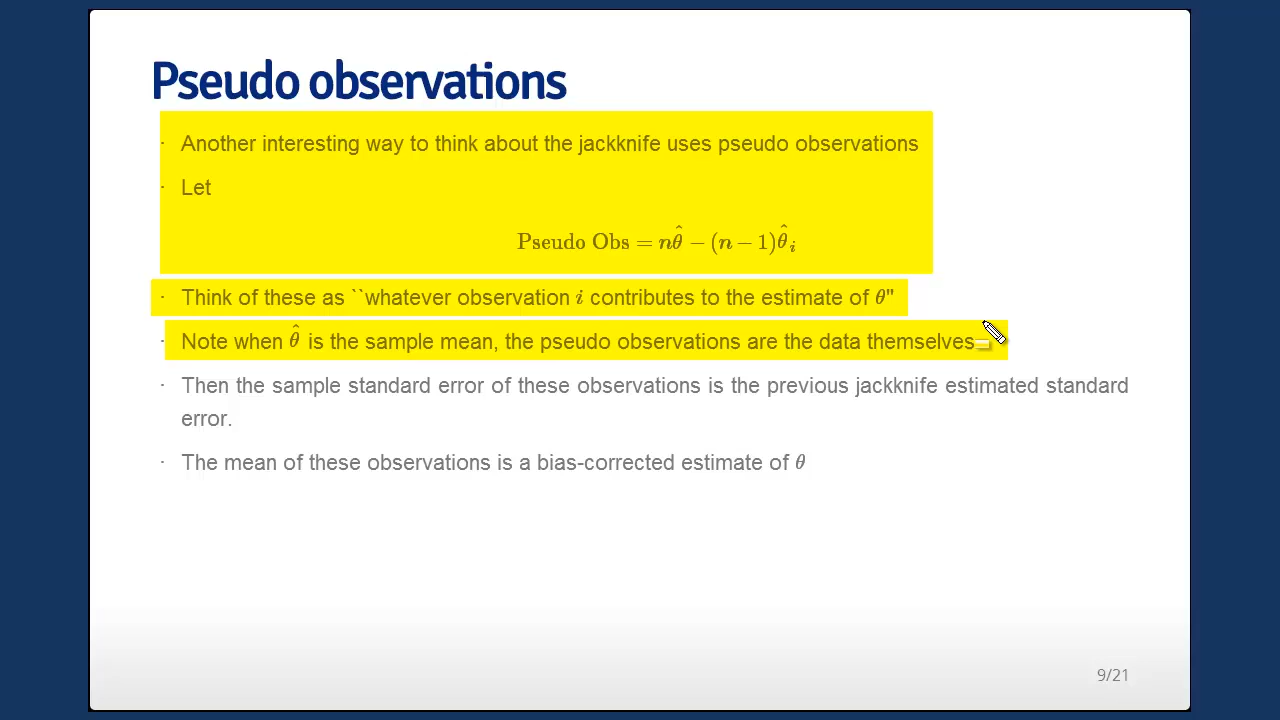 Pseudo observations
· Another interesting way to think about the jackknife uses pseudo observations
· Let
Pseudo Obs = nθ̂ − (n − 1)θ̂ᵢ
· Think of these as ``whatever observation i contributes to the estimate of θ"
· Note when θ̂ is the sample mean, the pseudo observations are the data themselves
· Then the sample standard error of these observations is the previous jackknife estimated standard
error.
· The mean of these observations is a bias-corrected estimate of θ
9/21